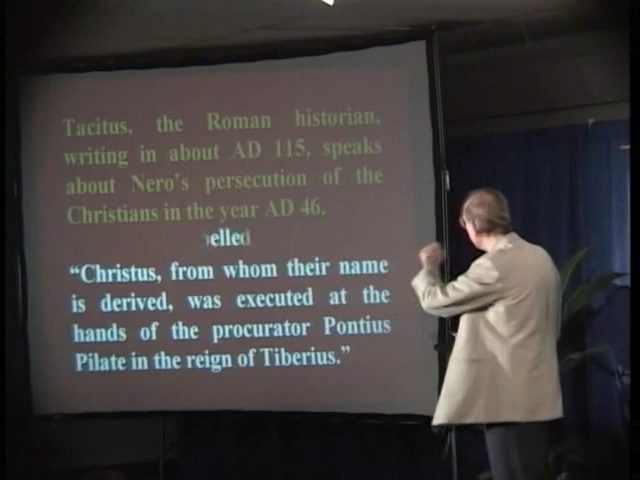 Tacitus, the Roman historian,
writing in about AD 115, speaks
about Nero's persecution of the
Christians in the year AD 46.
elled
“Christus, from whom their name
is derived, was executed at the
hands of the procurator Pontius
Pilate in the reign of Tiberius.”